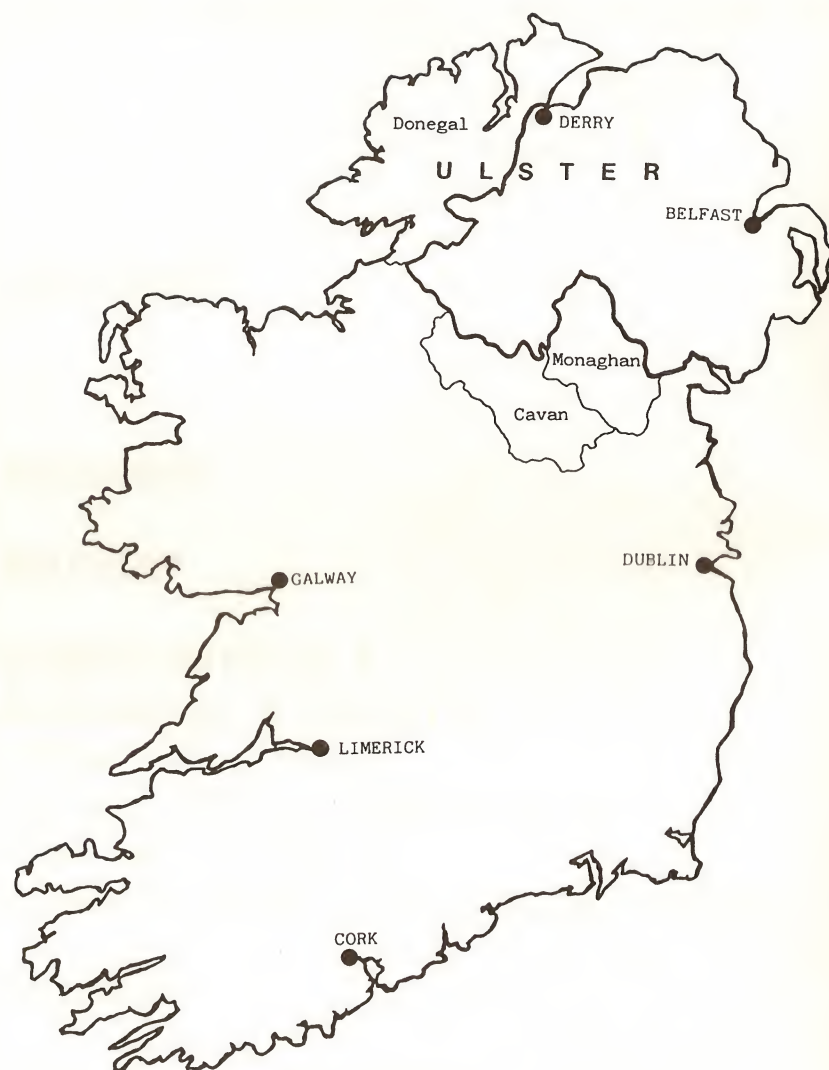 Donegal
DERRY
U L S T E R
BELFAST
Monaghan
Cavan
DUBLIN
GALWAY
LIMERICK
CORK